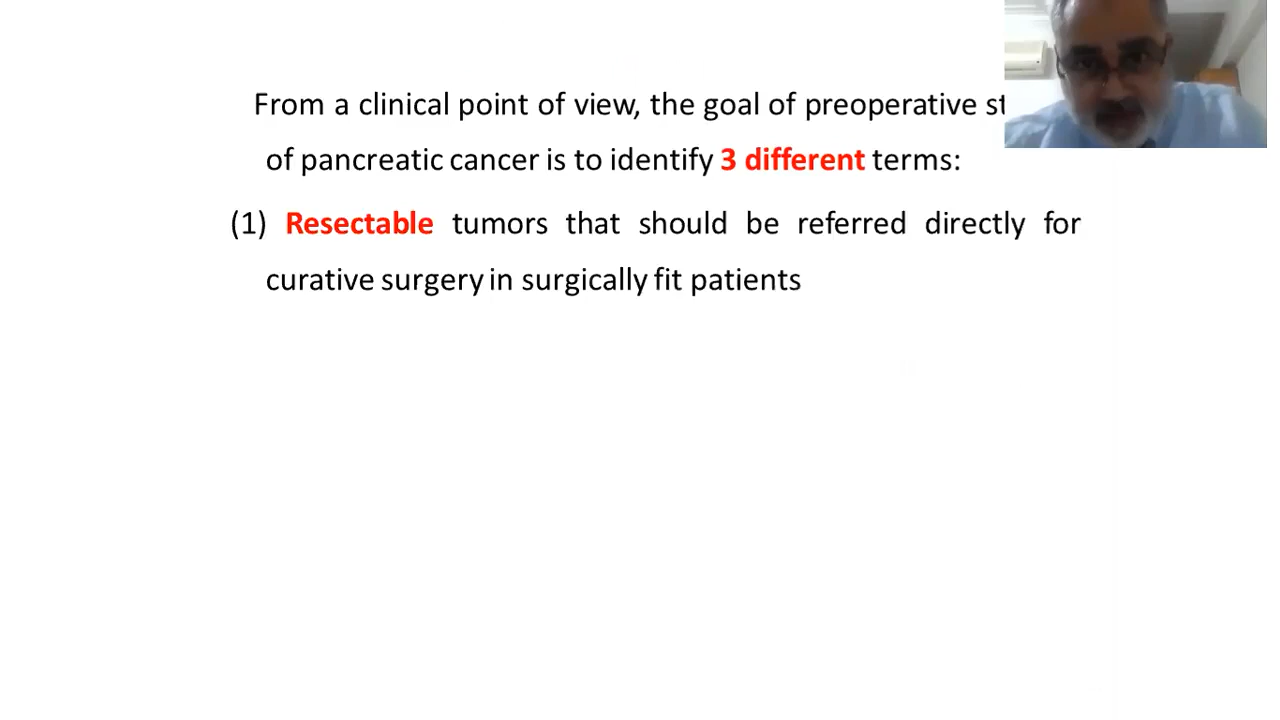 From a clinical point of view, the goal of preoperative
of pancreatic cancer is to identify 3 different terms:
(1) Resectable tumors that should be referred directly for
curative surgery in surgically fit patients